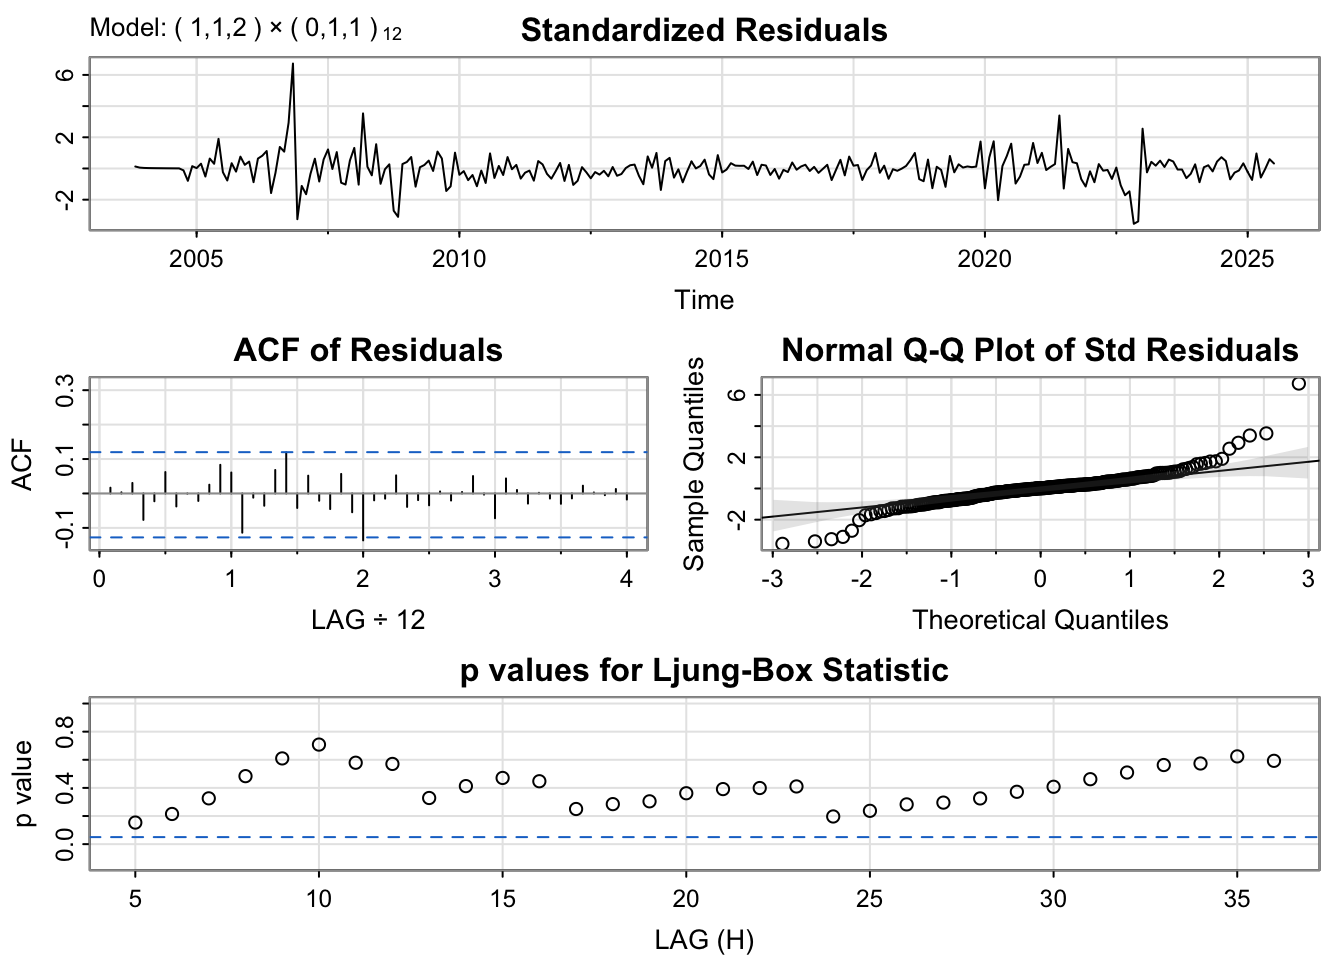 Model: ( 1,1,2 ) × ( 0,1,1 ) 12
Standardized Residuals
6
2
-2
2005 2010 2015 2020 2025
Time
ACF of Residuals
ACF
0.3
0.1
-0.1
0 1 2 3 4
LAG ÷ 12
Normal Q-Q Plot of Std Residuals
Sample Quantiles
6
2
-2
-3 -2 -1 0 1 2 3
Theoretical Quantiles
p values for Ljung-Box Statistic
p value
0.8
0.4
0.0
5 10 15 20 25 30 35
LAG (H)